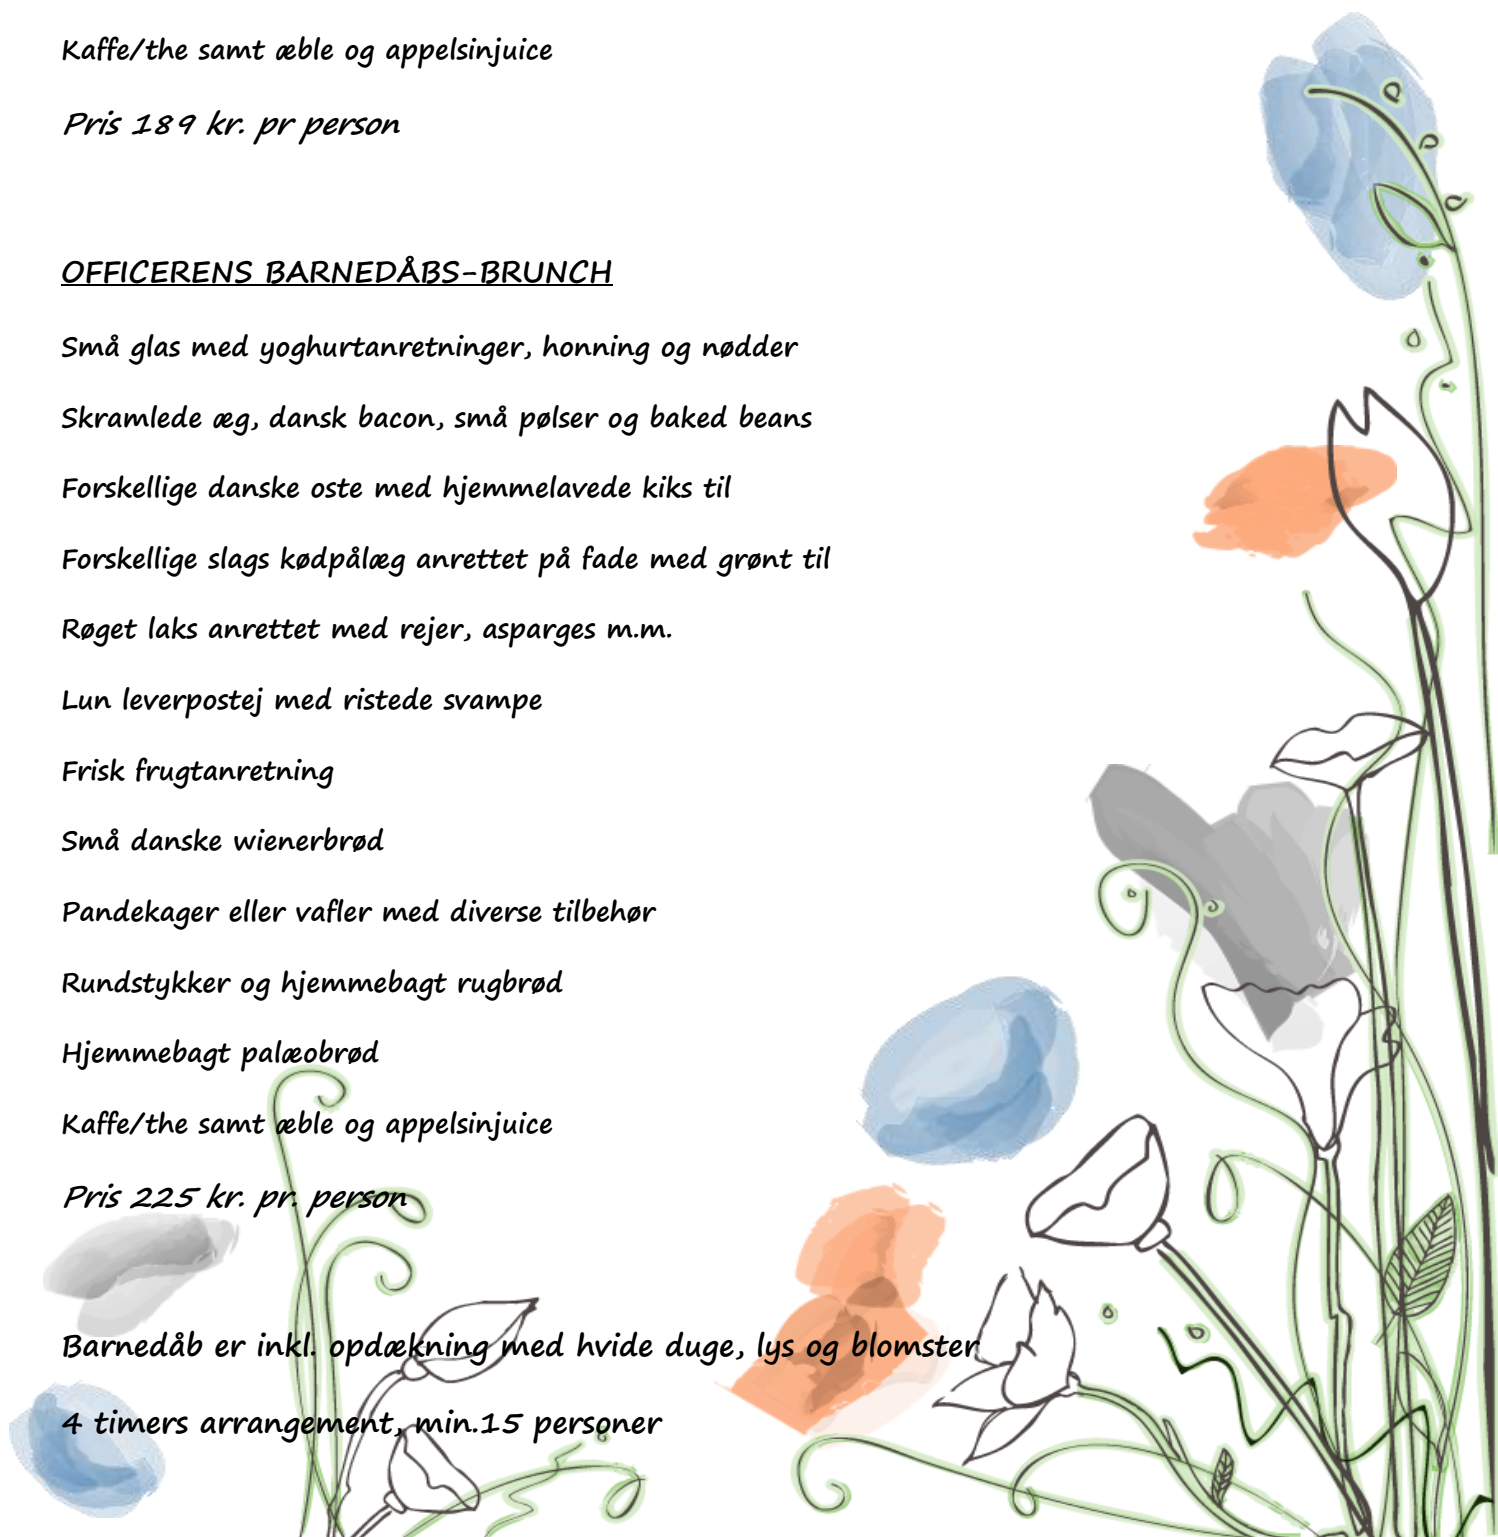 Kaffe/the samt æble og appelsinjuice
Pris 189 kr. pr person
OFFICERENS BARNEDÅBS-BRUNCH
Små glas med yoghurtanretninger, honning og nødder
Skramlede æg, dansk bacon, små pølser og baked beans
Forskellige danske oste med hjemmelavede kiks til
Forskellige slags kødpålæg anrettet på fade med grønt til
Røget laks anrettet med rejer, asparges m.m.
Lun leverpostej med ristede svampe
Frisk frugtanretning
Små danske wienerbrød
Pandekager eller vafler med diverse tilbehør
Rundstykker og hjemmebagt rugbrød
Hjemmebagt palæobrød
Kaffe/the samt æble og appelsinjuice
Pris 225 kr. pr. person
Barnedåb er inkl. opdækning med hvide duge, lys og blomster
4 timers arrangement, min.15 personer